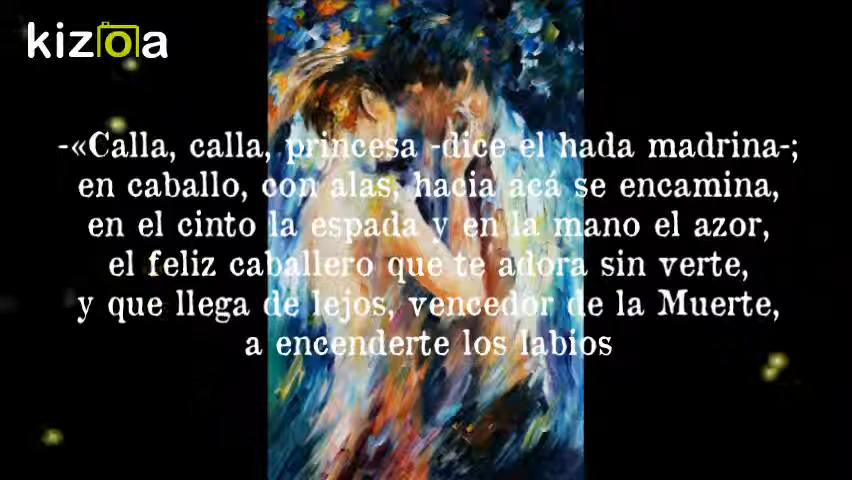 kizoa
-«Calla, calla, princesa -dice el hada madrina-;
en caballo, con alas, hacia acá se encamina,
en el cinto la espada y en la mano el azor,
el feliz caballero que te adora sin verte,
y que llega de lejos, vencedor de la Muerte,
a encenderte los labios